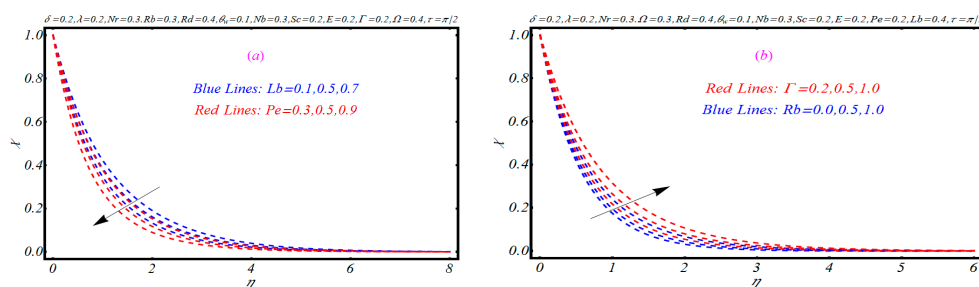 δ=0.2,λ=0.2,Nr=0.3.Rb=0.3,Rd=0.4,θw=0.1,Nb=0.3,Sc=0.2,E=0.2,Γ=0.2,Ω=0.4,τ=π|2
(a)
Blue Lines: Lb=0.1,0.5,0.7
Red Lines: Pe=0.3,0.5,0.9
χ
1.0
0.8
0.6
0.4
0.2
0.0
0 2 4 6 8
η
δ=0.2,λ=0.2,Nr=0.3.Ω=0.3,Rd=0.4,θw=0.1,Nb=0.3,Sc=0.2,E=0.2,Pe=0.2,Lb=0.4,τ=π|
(b)
Red Lines: Γ=0.2,0.5,1.0
Blue Lines: Rb=0.0,0.5,1.0
χ
1.0
0.8
0.6
0.4
0.2
0.0
0 1 2 3 4 5 6
η